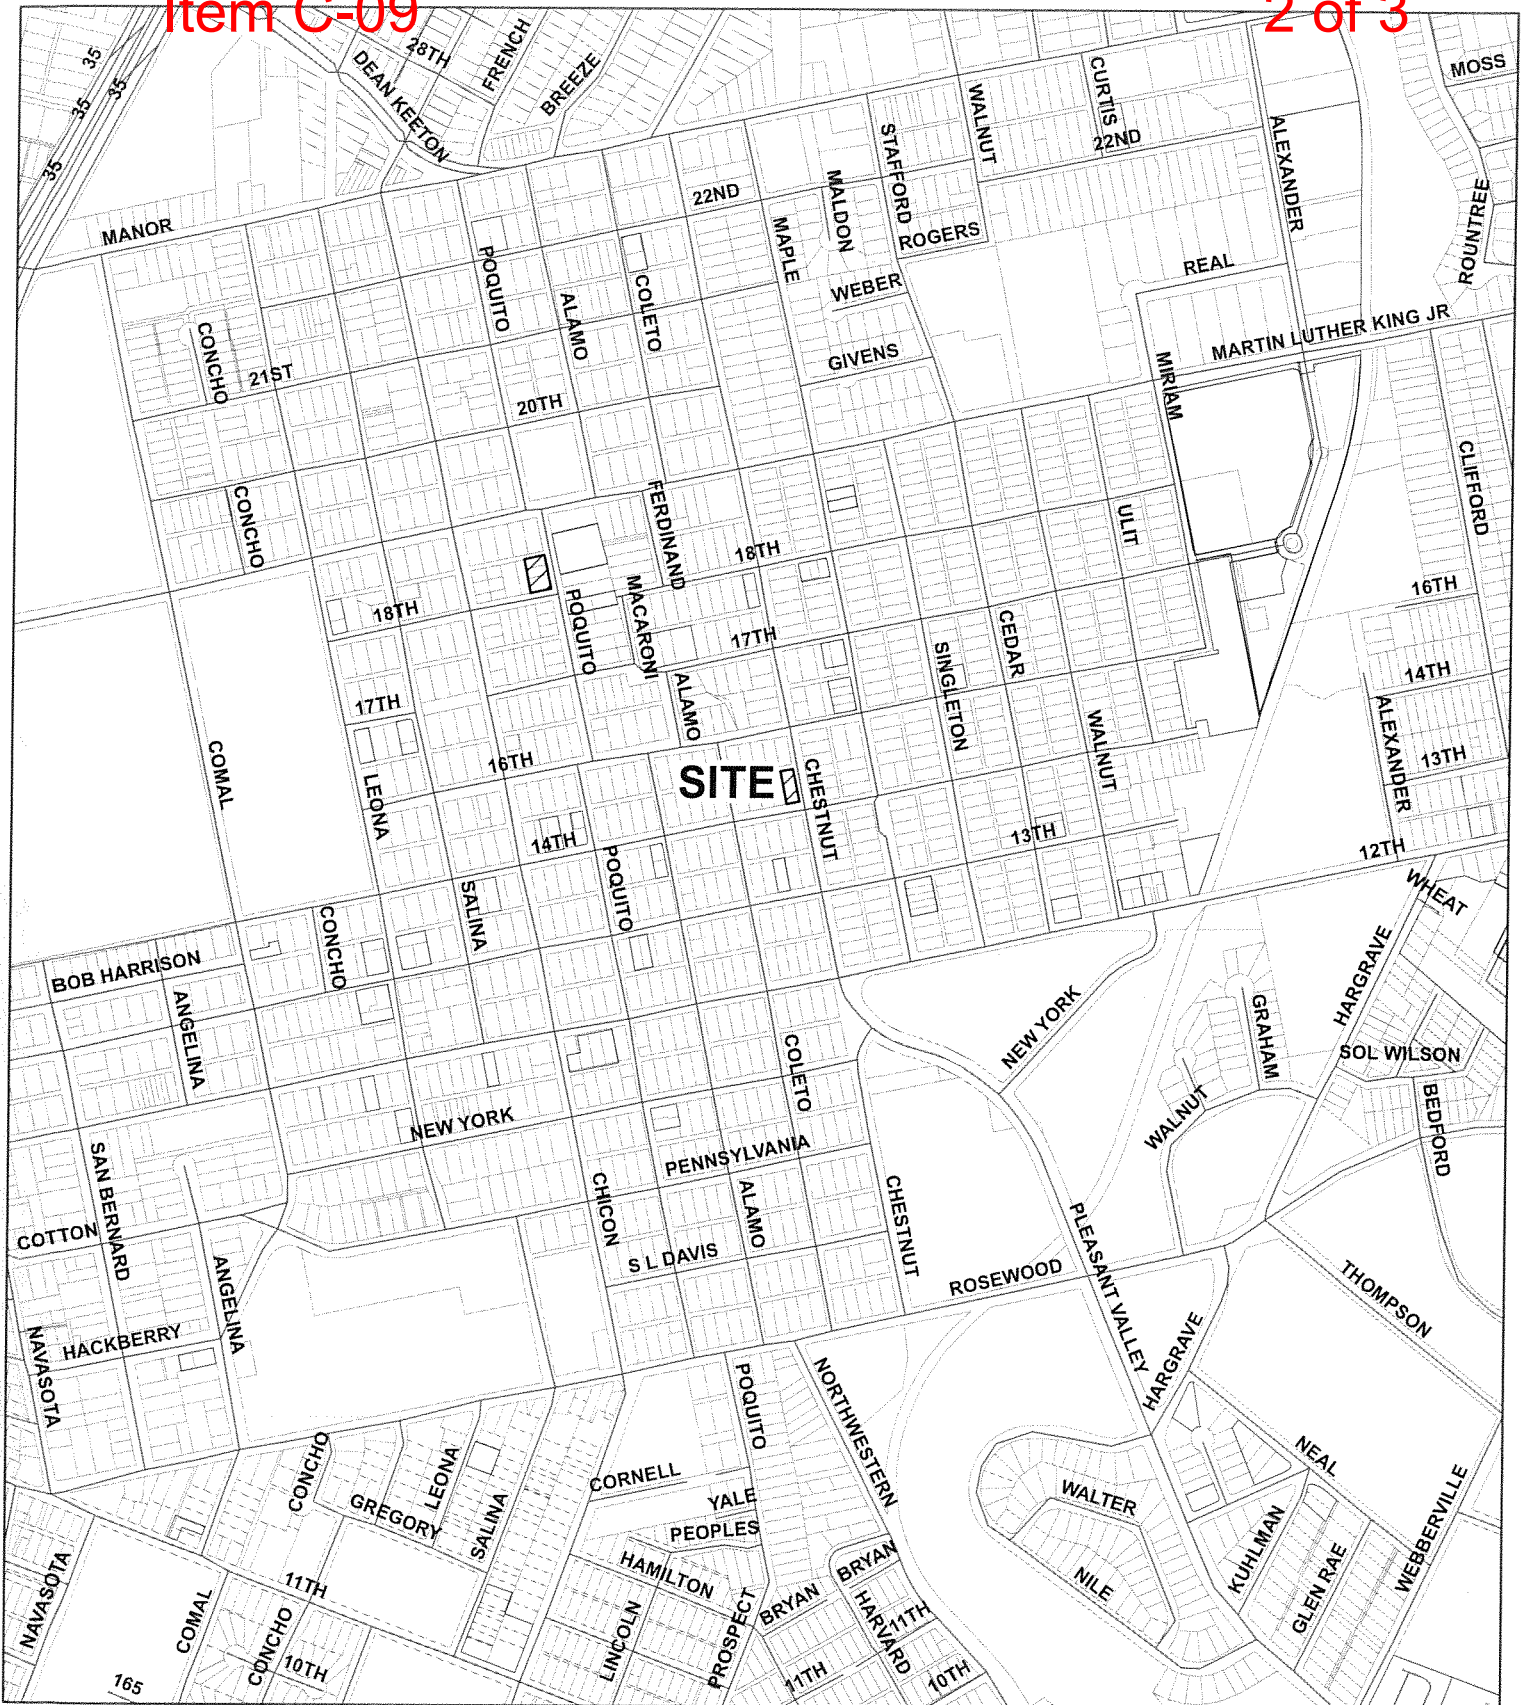 Item C-09
2 of 3
35
35
35
35
28TH
FRENCH
BREEZE
DEAN KEETON
MOSS
WALNUT
CURTIS
22ND
STAFFORD
ALEXANDER
MANOR
22ND
MALDON
MAPLE
ROGERS
ROUNTREE
POQUITO
ALAMO
COLETO
WEBER
REAL
CONCHO
21ST
20TH
GIVENS
MARTIN LUTHER KING JR
MIRIAM
CLIFFORD
CONCHO
FERDINAND
18TH
ULIT
18TH
POQUITO
MACARONI
17TH
16TH
CEDAR
SINGLETON
14TH
17TH
ALAMO
WALNUT
ALEXANDER
13TH
COMAL
LEONA
16TH
SITE
CHESTNUT
14TH
13TH
12TH
POQUITO
SALINA
CONCHO
WHEAT
BOB HARRISON
ANGELINA
HARGRAVE
NEW YORK
GRAHAM
COLETO
SOL WILSON
NEW YORK
WALNUT
BEDFORD
SAN BERNARD
PENNSYLVANIA
CHICON
ALAMO
CHESTNUT
COTTON
PLEASANT VALLEY
S L DAVIS
ANGELINA
ROSEWOOD
THOMPSON
HACKBERRY
NAVASOTA
HARGRAVE
POQUITO
NORTHWESTERN
CONCHO
LEONA
CORNELL
NEAL
GREGORY
SALINA
YALE
WALTER
PEOPLES
WEBBERVILLE
KUHLMAN
HAMILTON
BRYAN
NILE
GLEN RAE
NAVASOTA
11TH
COMAL
CONCHO
BRYAN
HARVARD
11TH
LINCOLN
PROSPECT
10TH
165
11TH
10TH